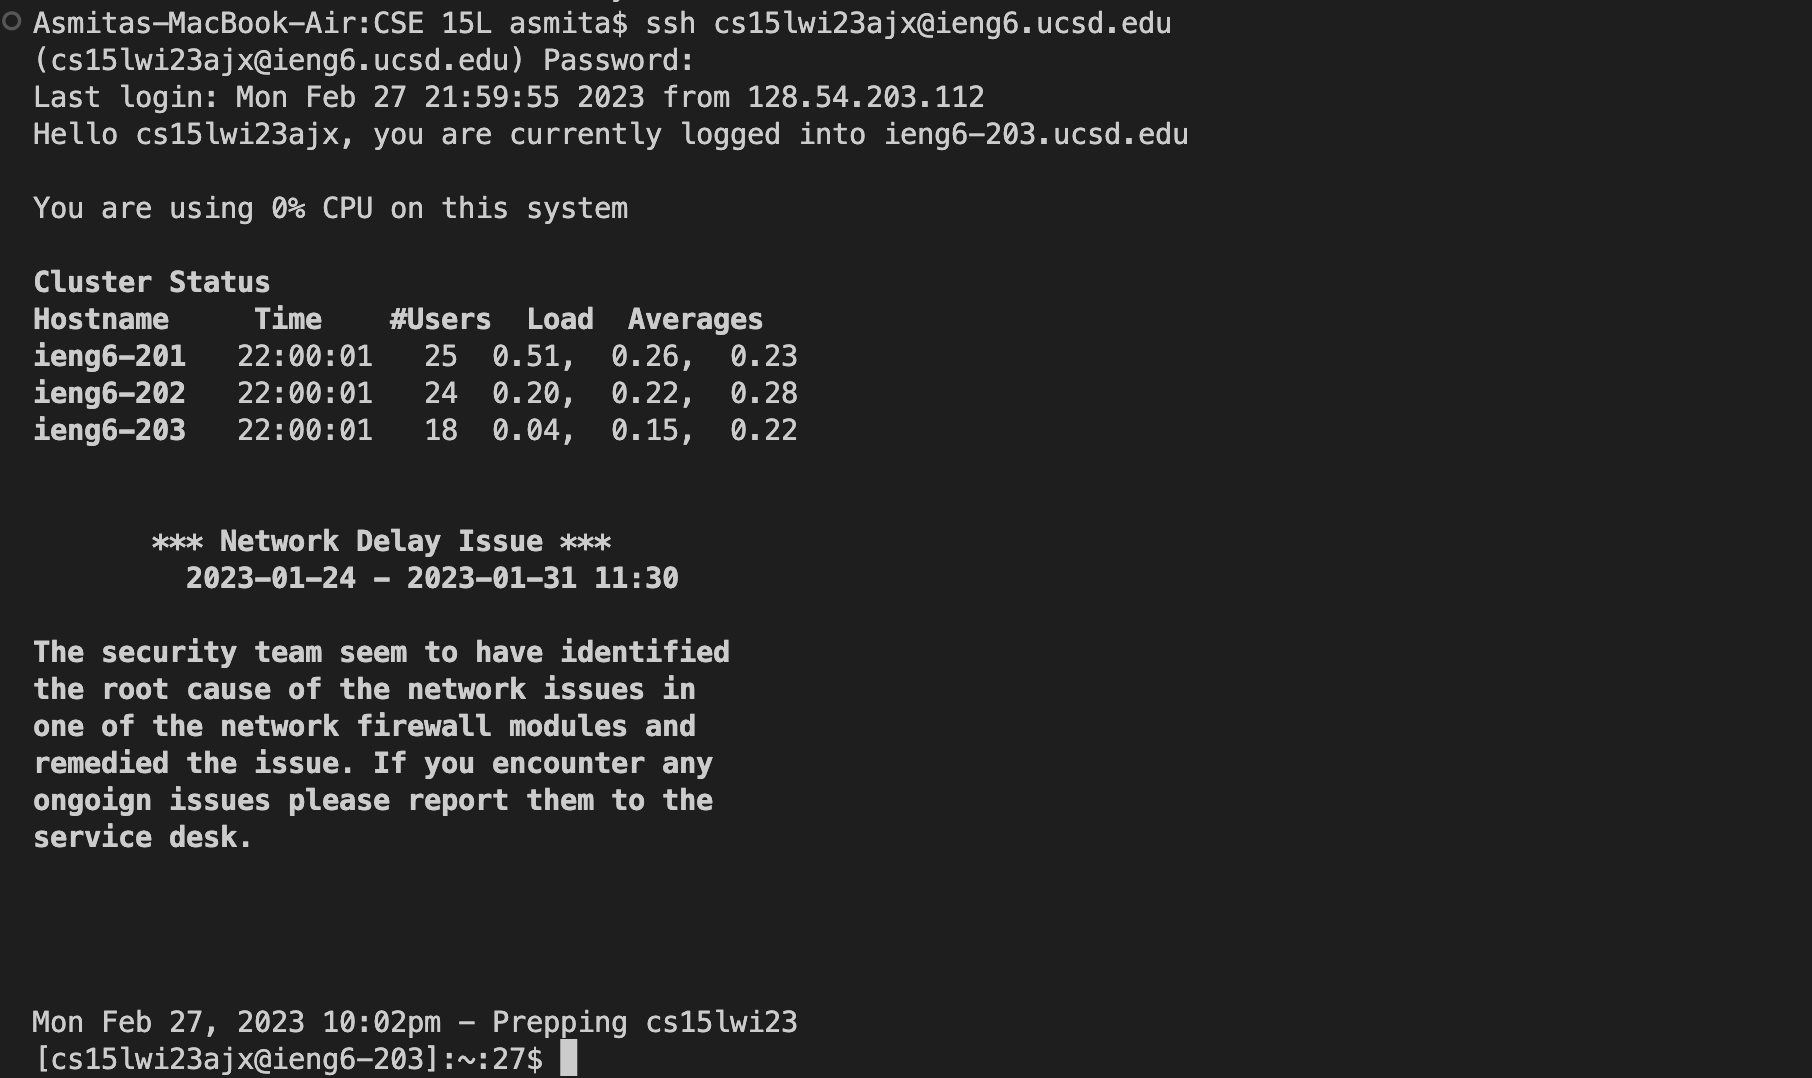 Asmitas-MacBook-Air:CSE 15L asmita$ ssh cs15lwi23ajx@ieng6.ucsd.edu
(cs15lwi23ajx@ieng6.ucsd.edu) Password:
Last login: Mon Feb 27 21:59:55 2023 from 128.54.203.112
Hello cs15lwi23ajx, you are currently logged into ieng6-203.ucsd.edu
You are using 0% CPU on this system
Cluster Status
Hostname     Time    #Users  Load  Averages
ieng6-201   22:00:01   25  0.51,  0.26,  0.23
ieng6-202   22:00:01   24  0.20,  0.22,  0.28
ieng6-203   22:00:01   18  0.04,  0.15,  0.22
*** Network Delay Issue ***
2023-01-24 - 2023-01-31 11:30
The security team seem to have identified
the root cause of the network issues in
one of the network firewall modules and
remedied the issue. If you encounter any
ongoign issues please report them to the
service desk.
Mon Feb 27, 2023 10:02pm - Prepping cs15lwi23
[cs15lwi23ajx@ieng6-203]:~:27$